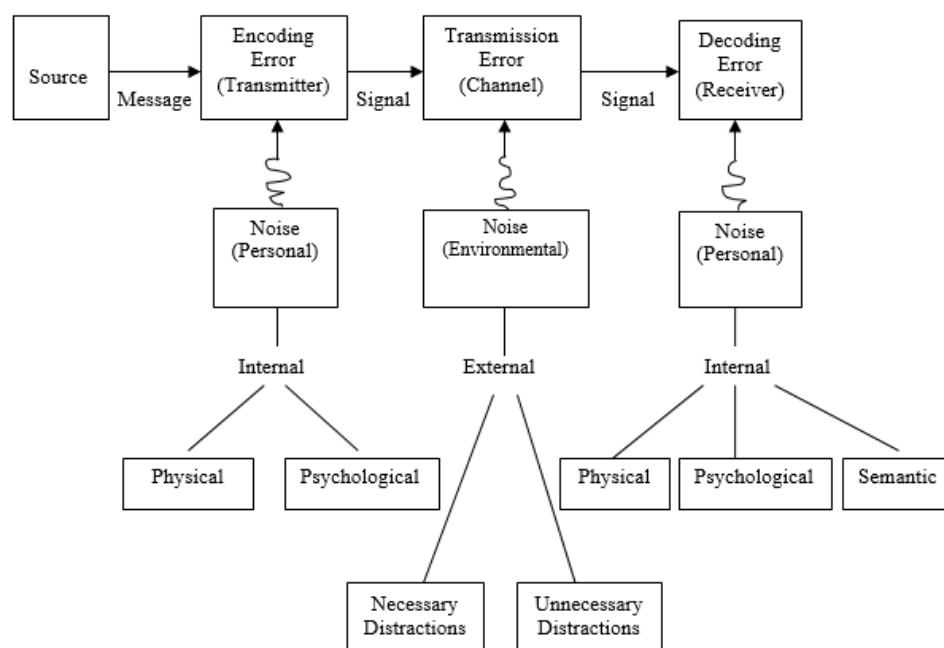 Source
Message
Encoding
Error
(Transmitter)
Signal
Transmission
Error
(Channel)
Signal
Decoding
Error
(Receiver)
Noise
(Personal)
Noise
(Environmental)
Noise
(Personal)
Internal
External
Internal
Physical
Psychological
Physical
Psychological
Semantic
Necessary
Distractions
Unnecessary
Distractions